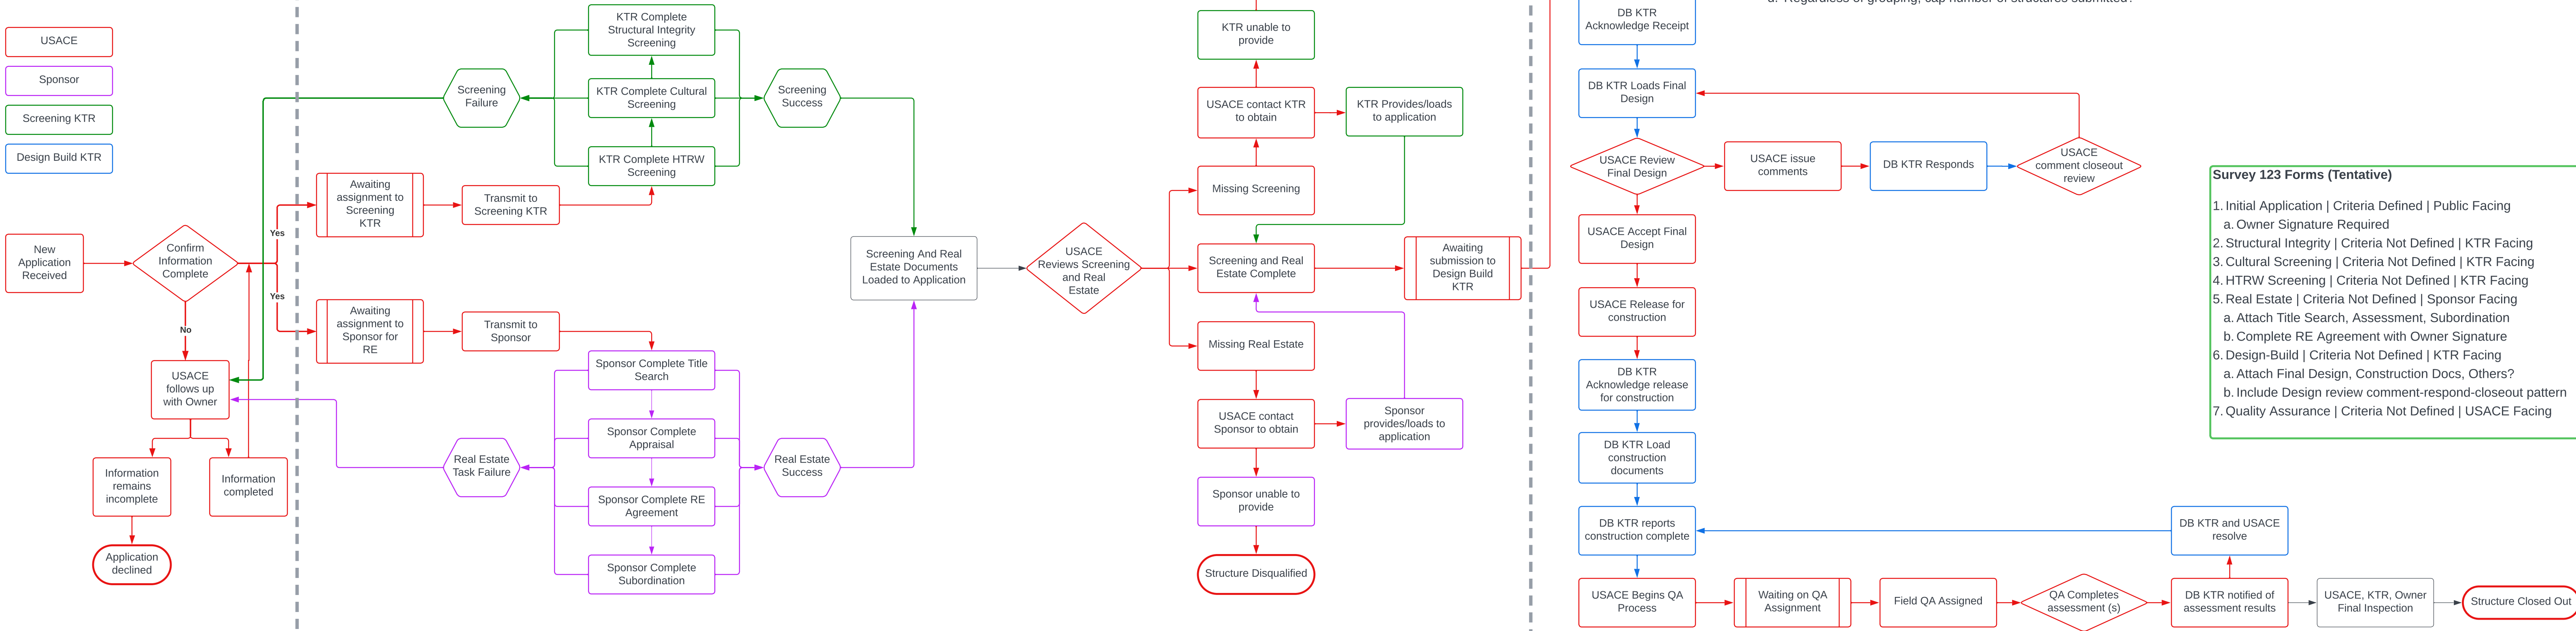 USACE
Sponsor
Screening KTR
Design Build KTR
New
Application
Received
Confirm
Information
Complete
Yes
Yes
No
USACE
follows up
with Owner
Information
remains
incomplete
Information
completed
Application
declined
Awaiting
assignment to
Screening
KTR
Transmit to
Screening KTR
Awaiting
assignment to
Sponsor for
RE
Transmit to
Sponsor
KTR Complete
Structural Integrity
Screening
KTR Complete Cultural
Screening
KTR Complete HTRW
Screening
Screening
Failure
Screening
Success
Sponsor Complete Title
Search
Sponsor Complete
Appraisal
Sponsor Complete RE
Agreement
Sponsor Complete
Subordination
Real Estate
Task Failure
Real Estate
Success
Screening And Real
Estate Documents
Loaded to Application
USACE
Reviews Screening
and Real
Estate
KTR unable to
provide
USACE contact KTR
to obtain
KTR Provides/loads
to application
Missing Screening
Screening and Real
Estate Complete
Awaiting
submission to
Design Build
KTR
Missing Real Estate
USACE contact
Sponsor to obtain
Sponsor
provides/loads to
application
Sponsor unable to
provide
Structure Disqualified
d. Regardless of grouping, cap number of structures submitted?
DB KTR
Acknowledge Receipt
DB KTR Loads Final
Design
USACE Review
Final Design
USACE issue
comments
DB KTR Responds
USACE
comment closeout
review
USACE Accept Final
Design
USACE Release for
construction
DB KTR
Acknowledge release
for construction
DB KTR Load
construction
documents
DB KTR reports
construction complete
DB KTR and USACE
resolve
USACE Begins QA
Process
Waiting on QA
Assignment
Field QA Assigned
QA Completes
assessment (s)
DB KTR notified of
assessment results
USACE, KTR, Owner
Final Inspection
Structure Closed Out
Survey 123 Forms (Tentative)
1. Initial Application | Criteria Defined | Public Facing
a. Owner Signature Required
2. Structural Integrity | Criteria Not Defined | KTR Facing
3. Cultural Screening | Criteria Not Defined | KTR Facing
4. HTRW Screening | Criteria Not Defined | KTR Facing
5. Real Estate | Criteria Not Defined | Sponsor Facing
a. Attach Title Search, Assessment, Subordination
b. Complete RE Agreement with Owner Signature
6. Design-Build | Criteria Not Defined | KTR Facing
a. Attach Final Design, Construction Docs, Others?
b. Include Design review comment-respond-closeout pattern
7. Quality Assurance | Criteria Not Defined | USACE Facing